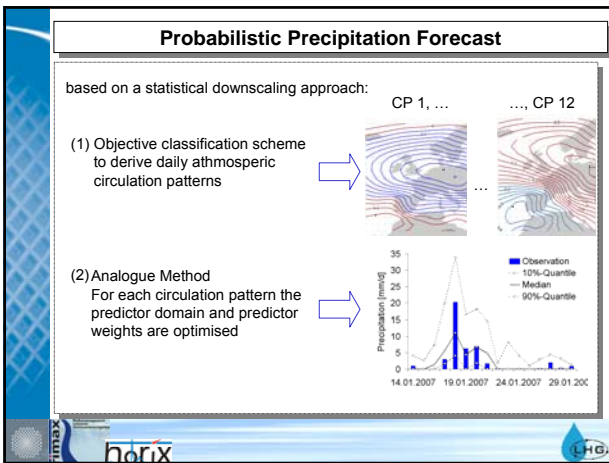 Probabilistic Precipitation Forecast
based on a statistical downscaling approach:
CP 1, …
…, CP 12
(1) Objective classification scheme
to derive daily athmosperic
circulation patterns
…
(2) Analogue Method
For each circulation pattern the
predictor domain and predictor
weights are optimised
Precipitation [mm/d]
35
30
25
20
15
10
5
0
Observation
10%-Quantile
Median
90%-Quantile
14.01.2007 19.01.2007 24.01.2007 29.01.200
horix
LHG